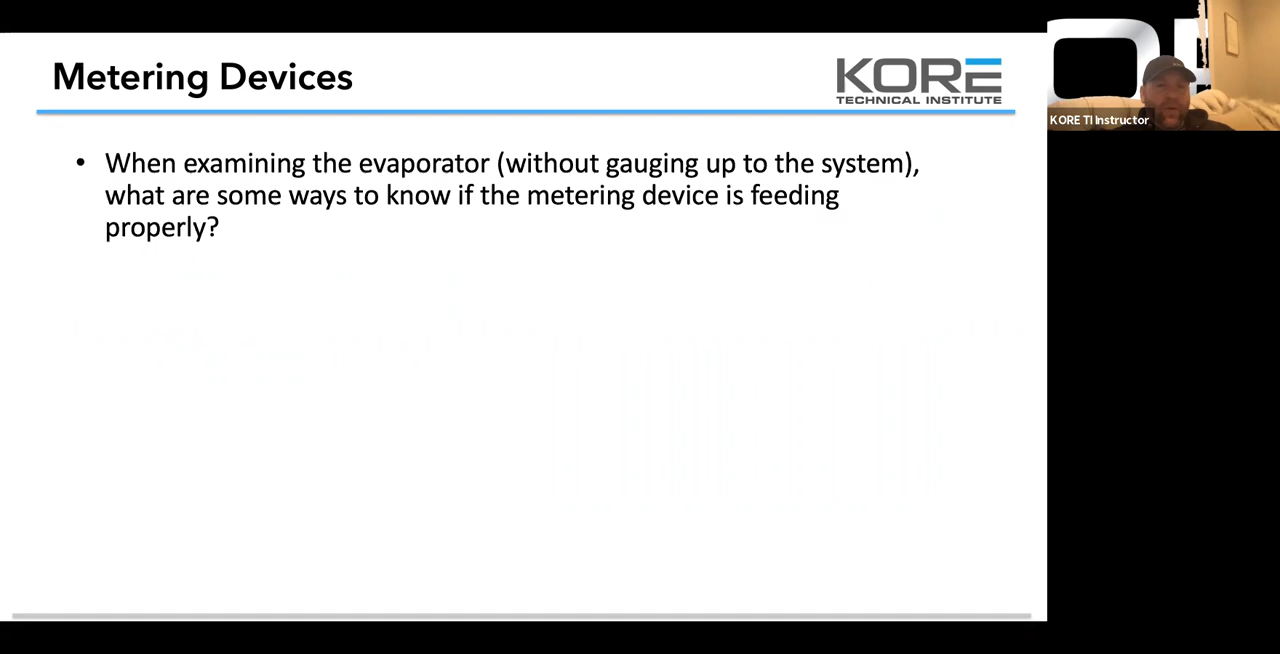 Metering Devices
KORE
TECHNICAL INSTITUTE
KORE TI Instructor
• When examining the evaporator (without gauging up to the system),
what are some ways to know if the metering device is feeding
properly?